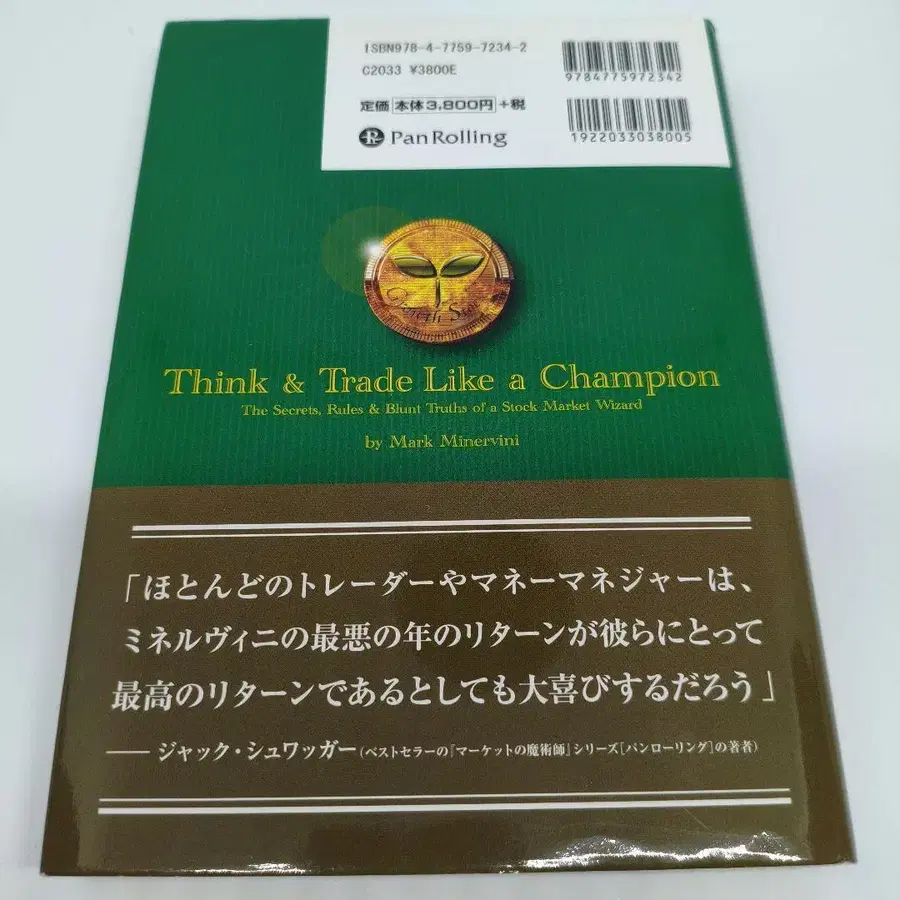 ISBN978-4-7759-7234-2
C2033 ¥3800E
9784775972342
定価 本体3,800円 +税
1922033038005
PanRolling
Think & Trade Like a Champion
The Secrets, Rules & Blunt Truths of a Stock Market Wizard
by Mark Minervini
「ほとんどのトレーダーやマネーマネジャーは、
ミネルヴィニの最悪の年のリターンが彼らにとって
最高のリターンであるとしても大喜びするだろう」
── ジャック・シュワッガー(ベストセラーの『マーケットの魔術師』シリーズ[パンローリング]の著者)